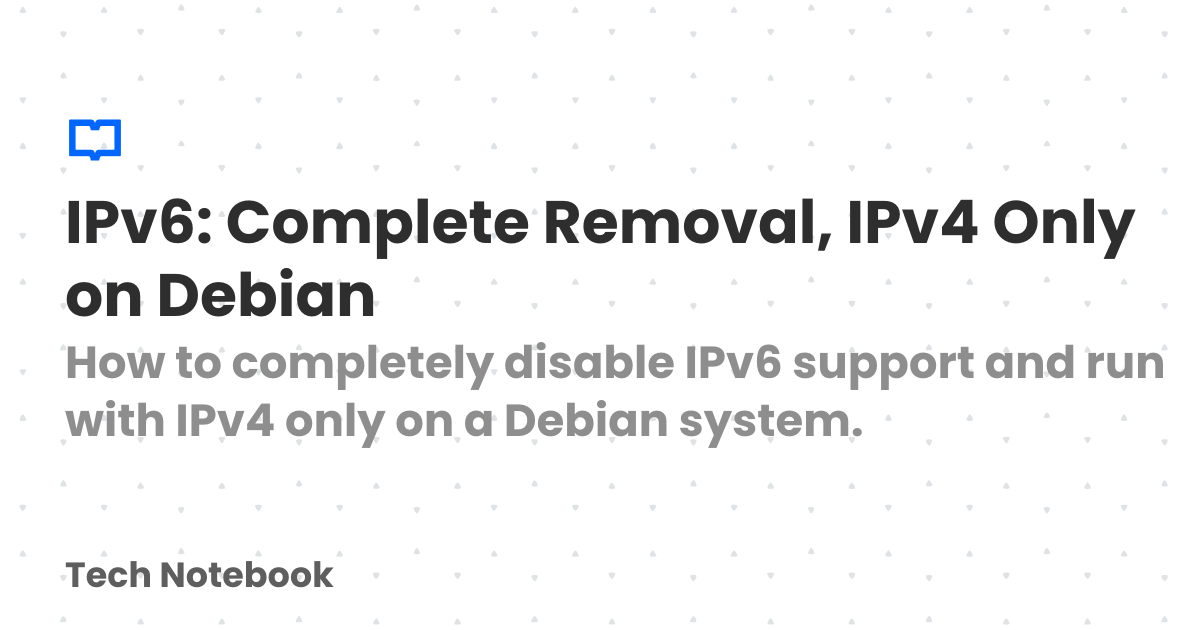 IPv6: Complete Removal, IPv4 Only
on Debian
How to completely disable IPv6 support and run
with IPv4 only on a Debian system.
Tech Notebook